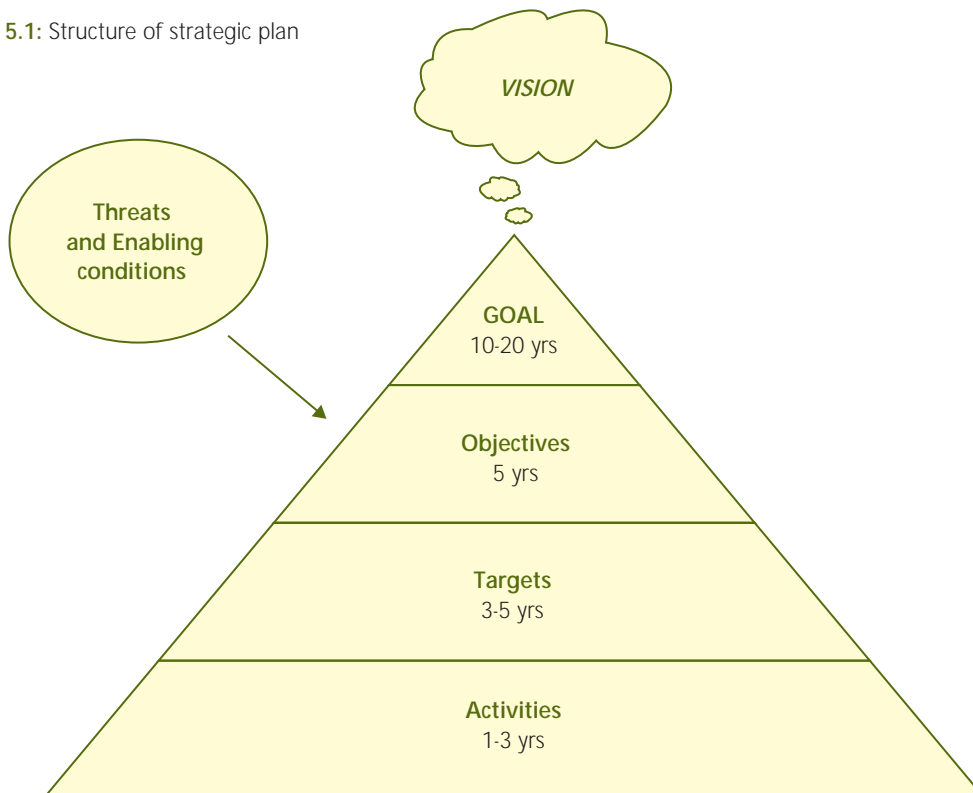 5.1: Structure of strategic plan
VISION
Threats
and Enabling
conditions
GOAL
10-20 yrs
Objectives
5 yrs
Targets
3-5 yrs
Activities
1-3 yrs